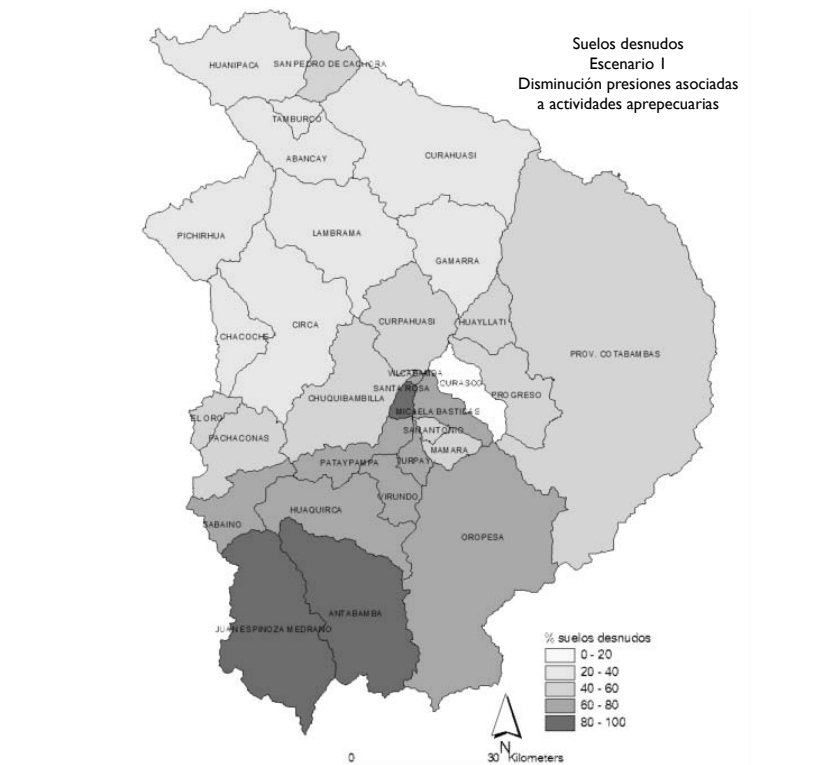 Suelos desnudos
Escenario 1
Disminución presiones asociadas
a actividades aprepecuarias
HUANIPACA
SAN PEDRO DE CACHORA
TAMBURCO
ABANCAY
CURAHUASI
PICHIRHUA
LAMBRAMA
GAMARRA
CHACOCHE
CIRCA
CURPAHUASI
HUAYLLATI
PROV. COTABAMBAS
VILCABAMBA
SANTA ROSA
CURASCO
CHUQUIBAMBILLA
PROGRESO
MICAELA BASTIDAS
EL ORO
SAN ANTONIO
PACHACONAS
MAMARA
PATAYPAMPA
TURPAY
VIRUNDO
HUAQUIRCA
SABAINO
OROPESA
ANTABAMBA
JUAN ESPINOZA MEDRANO
% suelos desnudos
0 - 20
20 - 40
40 - 60
60 - 80
80 - 100
N
0 30 Kilometers